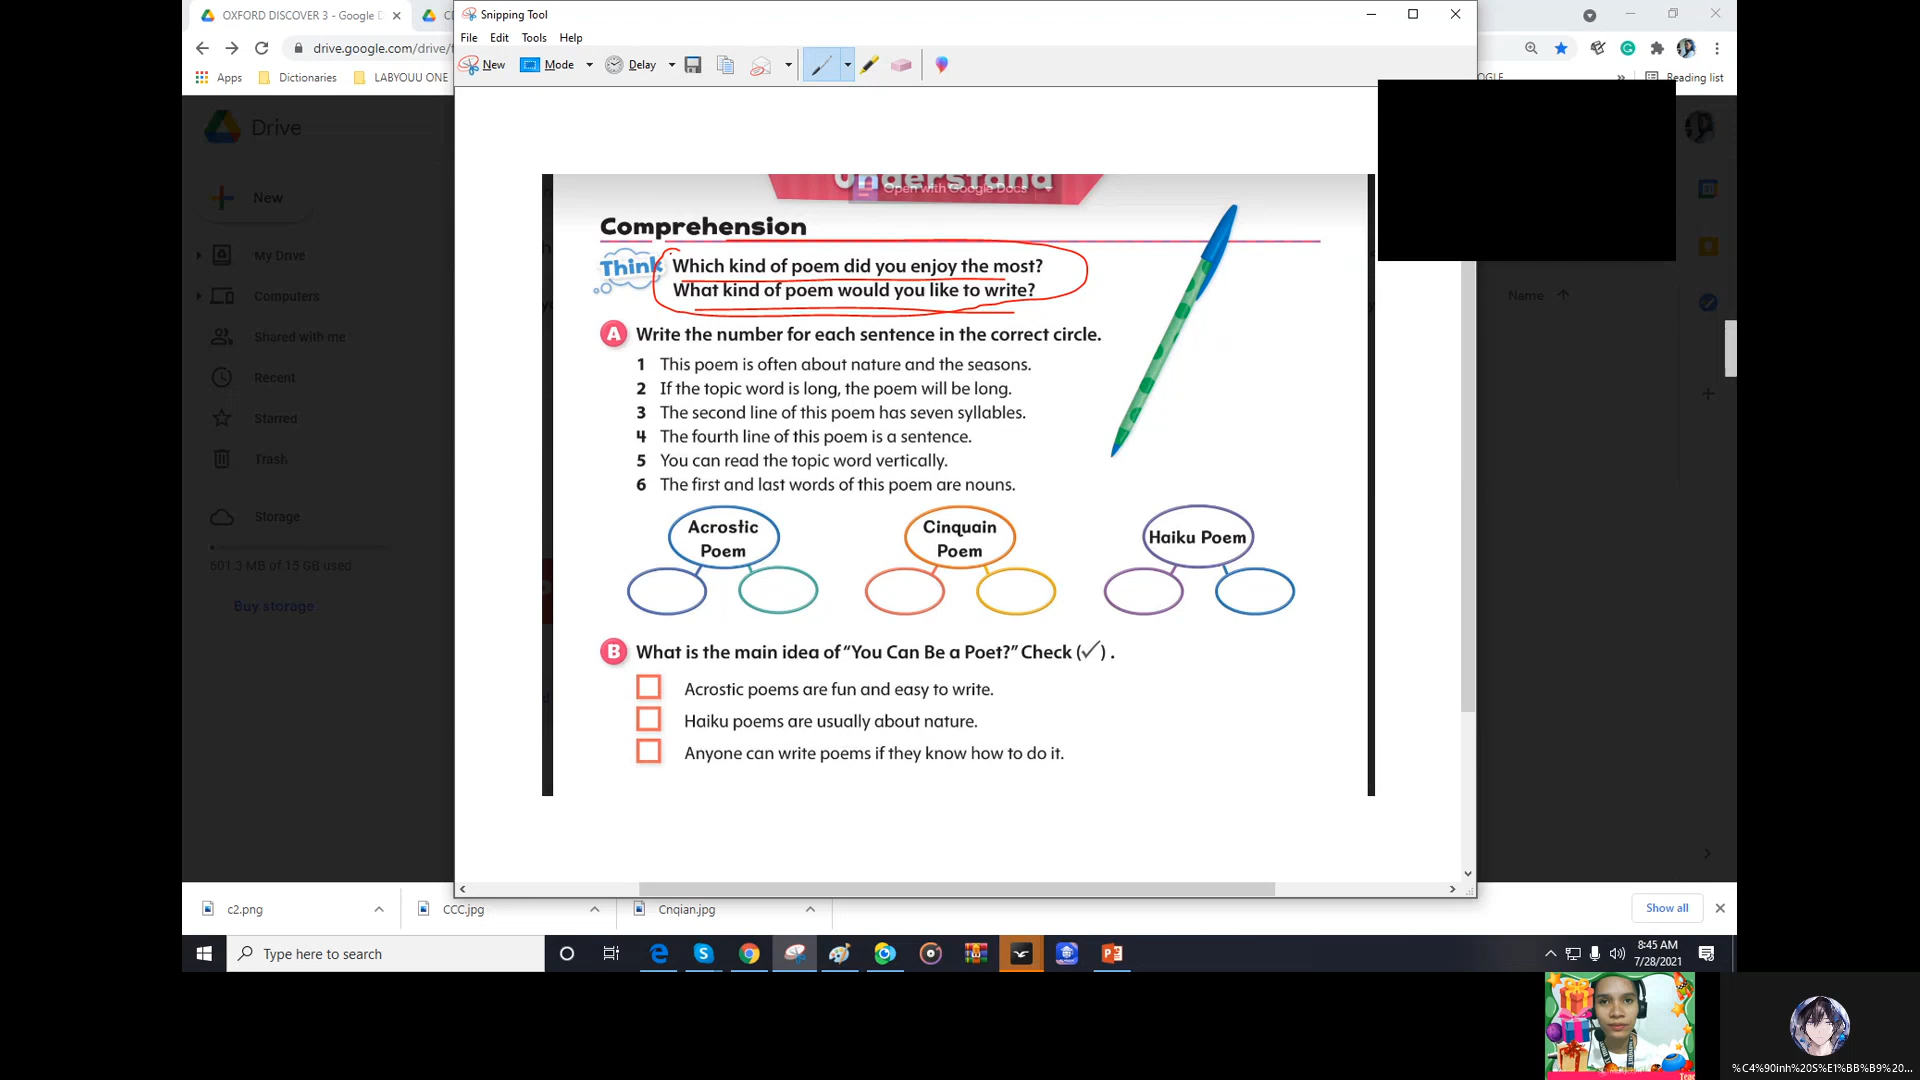 OXFORD DISCOVER 3 - Google D
Snipping Tool
File Edit Tools Help
drive.google.com/drive/f
New Mode Delay
Apps Dictionaries LABYOUU ONE
OGLE
» Reading list
Drive
New
My Drive
Computers
Shared with me
Recent
Starred
Trash
Storage
601.3 MB of 15 GB used
Buy storage
Name
Understand
Open with Google Docs
Comprehension
Think
Which kind of poem did you enjoy the most?
What kind of poem would you like to write?
A Write the number for each sentence in the correct circle.
1 This poem is often about nature and the seasons.
2 If the topic word is long, the poem will be long.
3 The second line of this poem has seven syllables.
4 The fourth line of this poem is a sentence.
5 You can read the topic word vertically.
6 The first and last words of this poem are nouns.
Acrostic
Poem
Cinquain
Poem
Haiku Poem
B What is the main idea of “You Can Be a Poet?” Check (✓) .
Acrostic poems are fun and easy to write.
Haiku poems are usually about nature.
Anyone can write poems if they know how to do it.
c2.png
CCC.jpg
Cnqian.jpg
Show all
Type here to search
8:45 AM
7/28/2021
%C4%90inh%20S%E1%BB%B9%20...